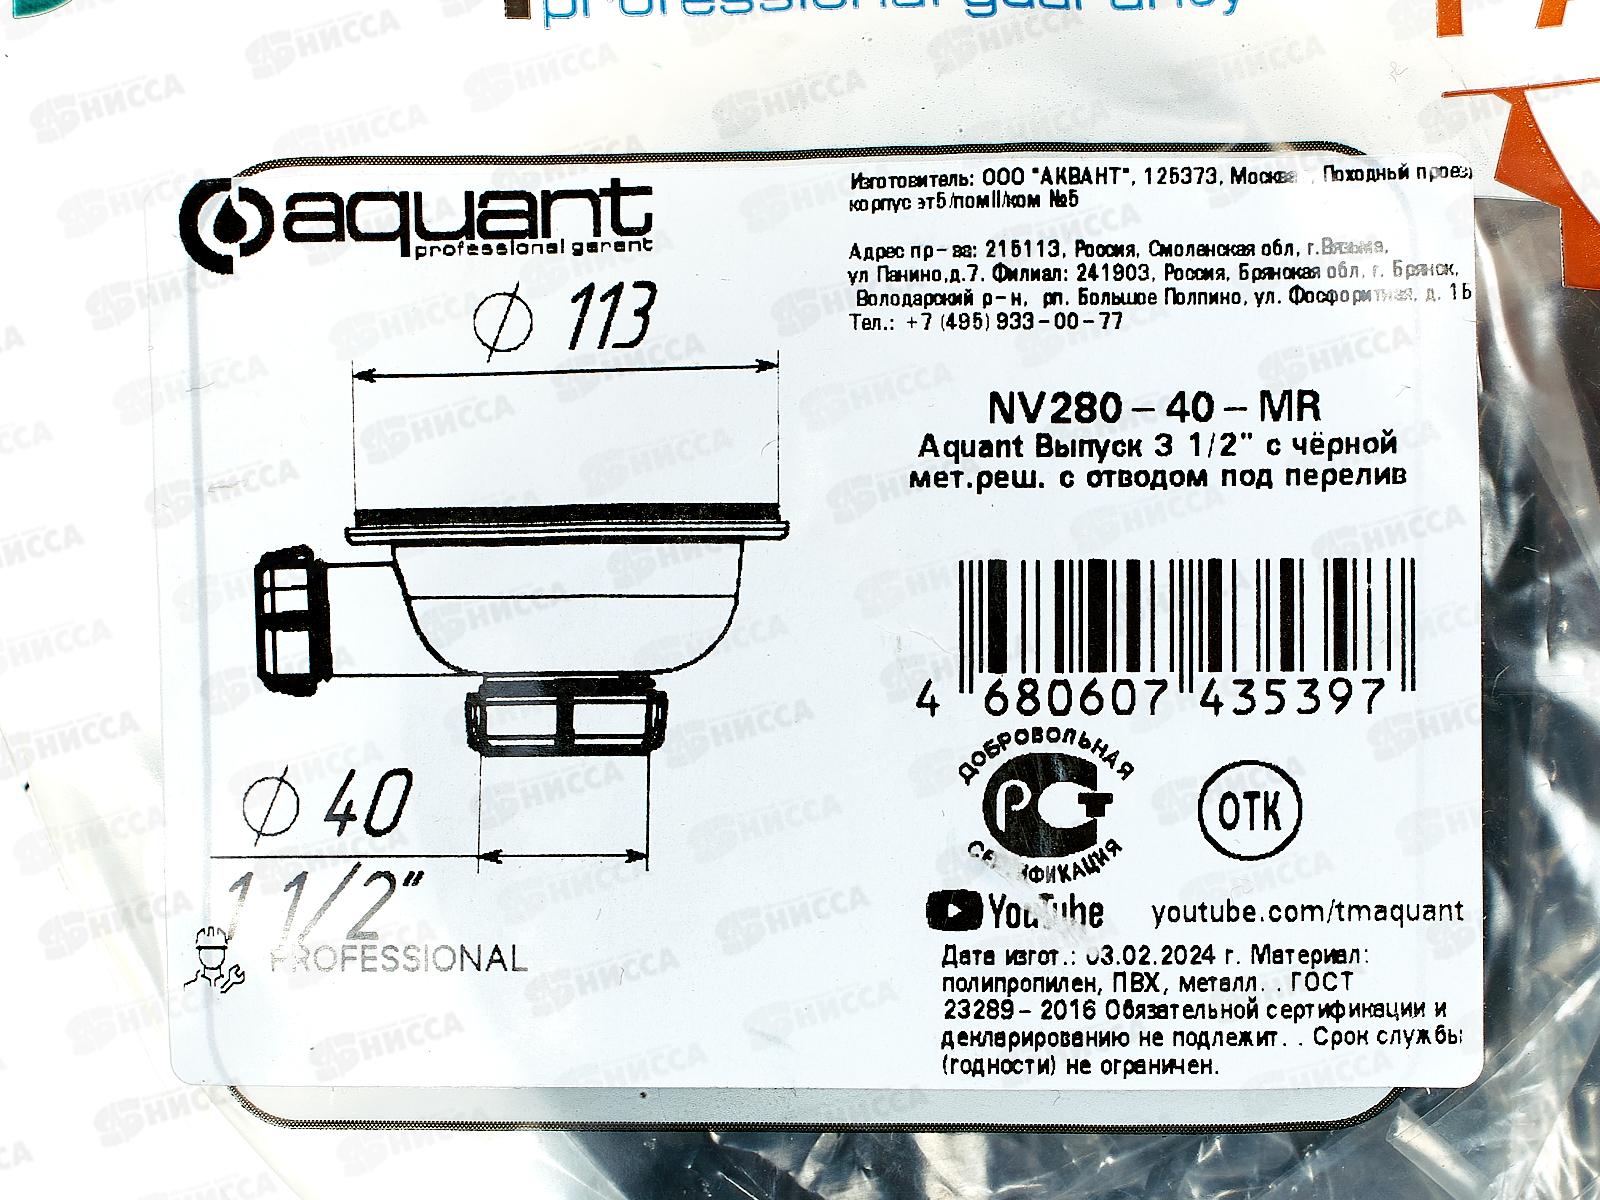 professional guaranty
aquant
professional garant
Изготовитель: ООО "АКВАНТ", 125373, Москва, Походный проезд
корпус эт5/помII/ком №5
Адрес пр-ва: 215113, Россия, Смоленская обл, г.Вязьма,
ул Панино,д.7. Филиал: 241903, Россия, Брянская обл, г. Брянск,
Володарский р-н, рп. Большое Полпино, ул. Фосфоритная, д. 1Б
Тел.: +7 (495) 933-00-77
∅ 113
NV280-40-MR
Aquant Выпуск 3 1/2" с чёрной
мет.реш. с отводом под перелив
4 680607 435397
ДОБРОВОЛЬНАЯ
РСТ
СЕРТИФИКАЦИЯ
ОТК
∅ 40
1 1/2"
PROFESSIONAL
YouTube youtube.com/tmaquant
Дата изгот.: 03.02.2024 г. Материал:
полипропилен, ПВХ, металл. . ГОСТ
23289-2016 Обязательной сертификации и
декларированию не подлежит. . Срок службы
(годности) не ограничен.
НИССА